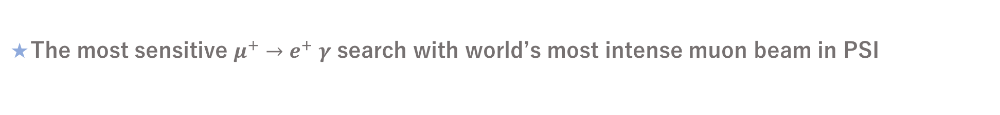 ★The most sensitive μ⁺ → e⁺ γ search with world’s most intense muon beam in PSI